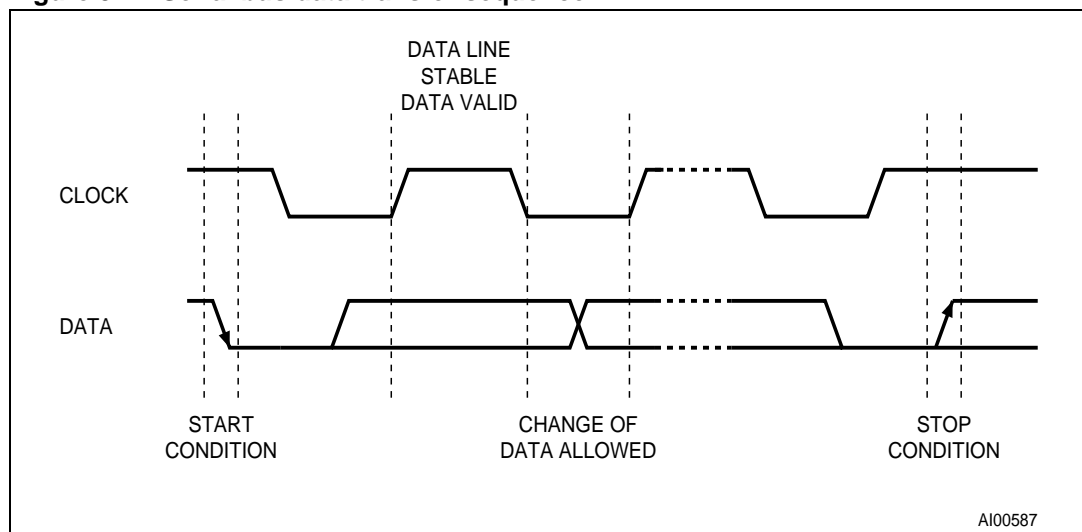 DATA LINE
STABLE
DATA VALID
CLOCK
DATA
START
CONDITION
CHANGE OF
DATA ALLOWED
STOP
CONDITION
AI00587